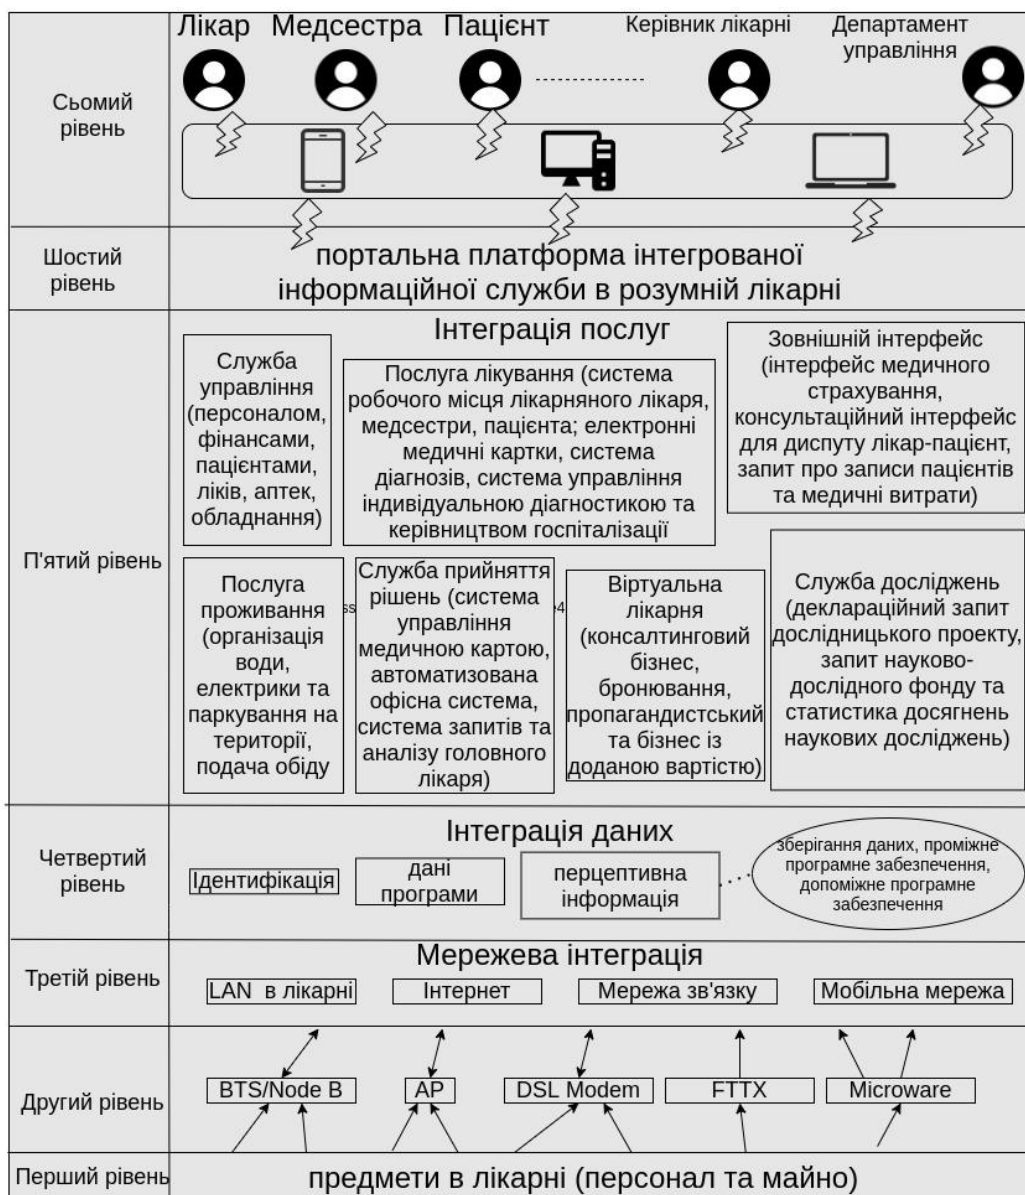 Лікар Медсестра Пацієнт Керівник лікарні Департамент
управління
Сьомий
рівень
Шостий
рівень
портальна платформа інтегрованої
інформаційної служби в розумній лікарні
П'ятий рівень
Інтеграція послуг
Служба
управління
(персоналом,
фінансами,
пацієнтами,
ліків, аптек,
обладнання)
Послуга лікування (система
робочого місця лікарняного лікаря,
медсестри, пацієнта; електронні
медичні картки, система
діагнозів, система управління
індивідуальною діагностикою та
керівництвом госпіталізації
Зовнішній інтерфейс
(інтерфейс медичного
страхування,
консультаційний інтерфейс
для диспуту лікар-пацієнт,
запит про записи пацієнтів
та медичні витрати)
Послуга
проживання
(організація
води,
електрики та
паркування на
території,
подача обіду
Служба прийняття
рішень (система
управління
медичною картою,
автоматизована
офісна система,
система запитів та
аналізу головного
лікаря)
Віртуальна
лікарня
(консалтинговий
бізнес,
бронювання,
пропагандистський
та бізнес із
доданою вартістю)
Служба досліджень
(деклараційний запит
дослідницького проекту,
запит науково-
дослідного фонду та
статистика досягнень
наукових досліджень)
Четвертий
рівень
Інтеграція даних
Ідентифікація
дані
програми
перцептивна
інформація
зберігання даних, проміжне
програмне забезпечення,
допоміжне програмне
забезпечення
Третій рівень
Мережева інтеграція
LAN в лікарні
Інтернет
Мережа зв'язку
Мобільна мережа
Другий рівень
BTS/Node B
AP
DSL Modem
FTTX
Microware
Перший рівень
предмети в лікарні (персонал та майно)